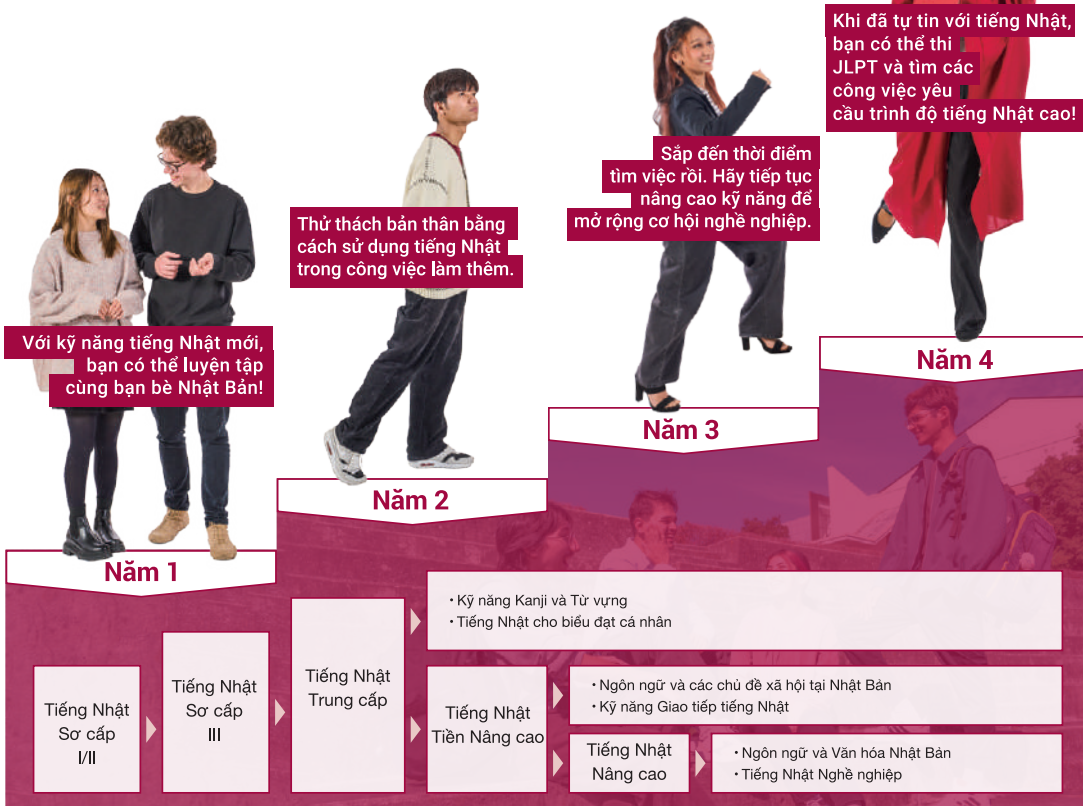 Với kỹ năng tiếng Nhật mới,
bạn có thể luyện tập
cùng bạn bè Nhật Bản!
Năm 1
Thử thách bản thân bằng
cách sử dụng tiếng Nhật
trong công việc làm thêm.
Năm 2
Sắp đến thời điểm
tìm việc rồi. Hãy tiếp tục
nâng cao kỹ năng để
mở rộng cơ hội nghề nghiệp.
Năm 3
Khi đã tự tin với tiếng Nhật,
bạn có thể thi
JLPT và tìm các
công việc yêu
cầu trình độ tiếng Nhật cao!
Năm 4
Tiếng Nhật
Sơ cấp
I/II
Tiếng Nhật
Sơ cấp
III
Tiếng Nhật
Trung cấp
• Kỹ năng Kanji và Từ vựng
• Tiếng Nhật cho biểu đạt cá nhân
Tiếng Nhật
Tiền Nâng cao
• Ngôn ngữ và các chủ đề xã hội tại Nhật Bản
• Kỹ năng Giao tiếp tiếng Nhật
Tiếng Nhật
Nâng cao
• Ngôn ngữ và Văn hóa Nhật Bản
• Tiếng Nhật Nghề nghiệp